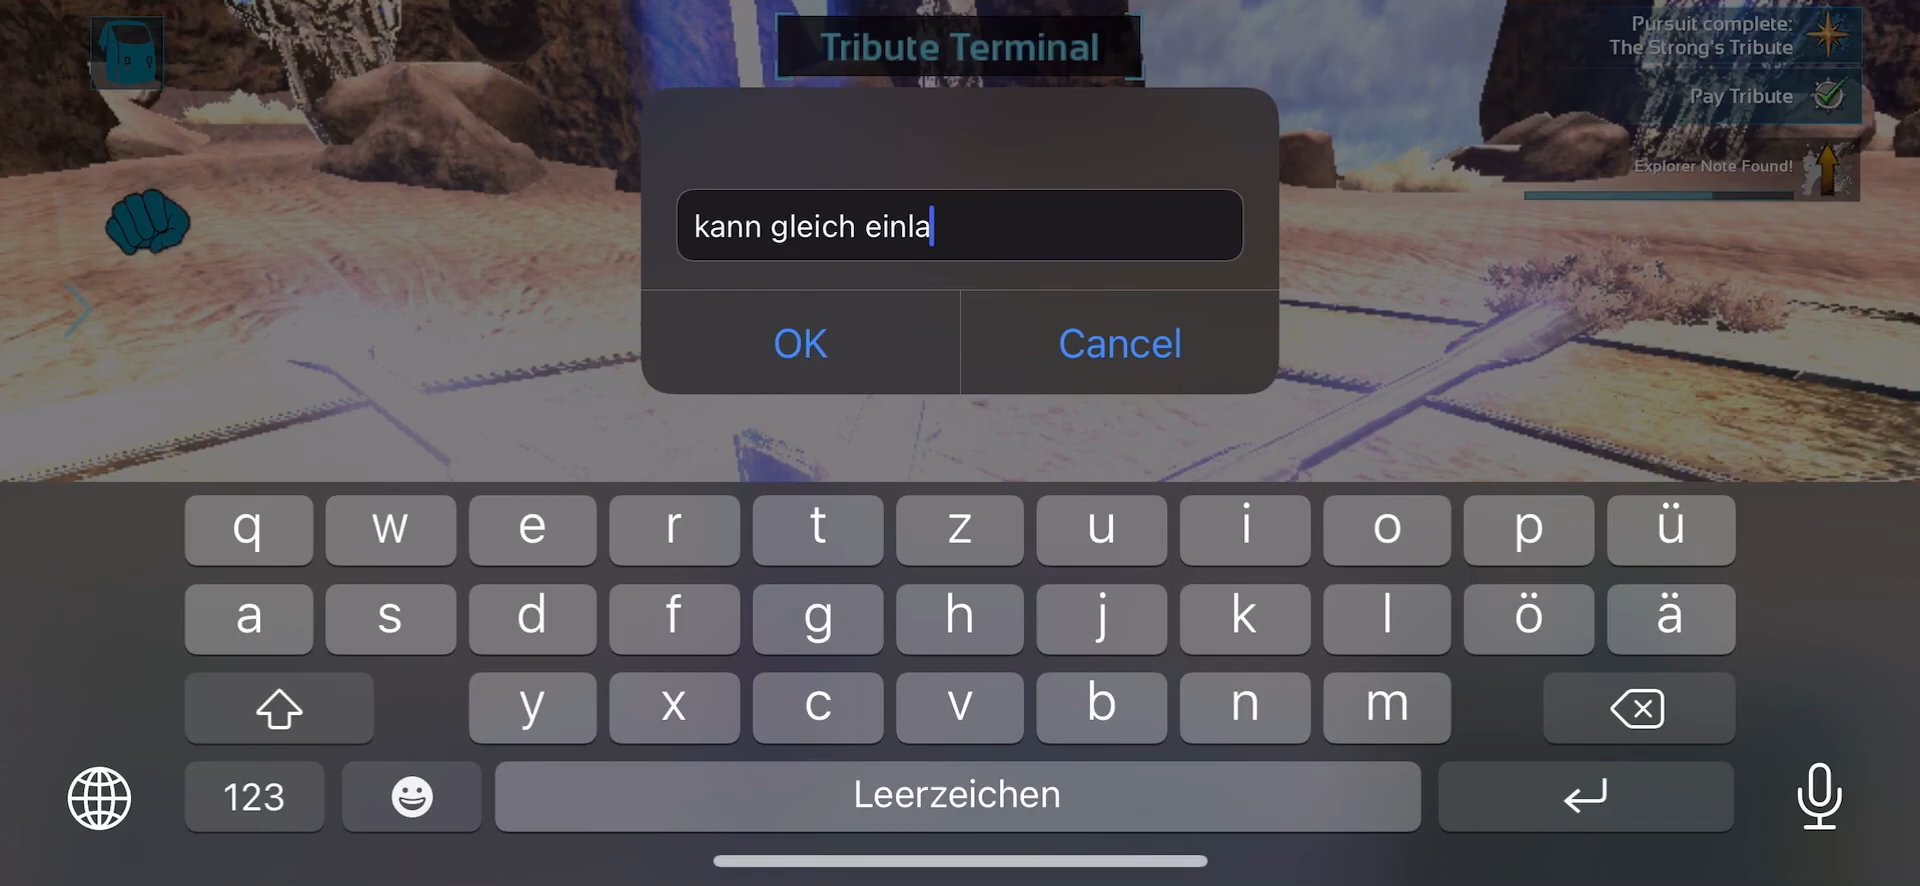 Tribute Terminal
Pursuit complete:
The Strong's Tribute
Pay Tribute
Explorer Note Found!
kann gleich einla
OK
Cancel
q w e r t z u i o p ü
a s d f g h j k l ö ä
y x c v b n m
123
Leerzeichen